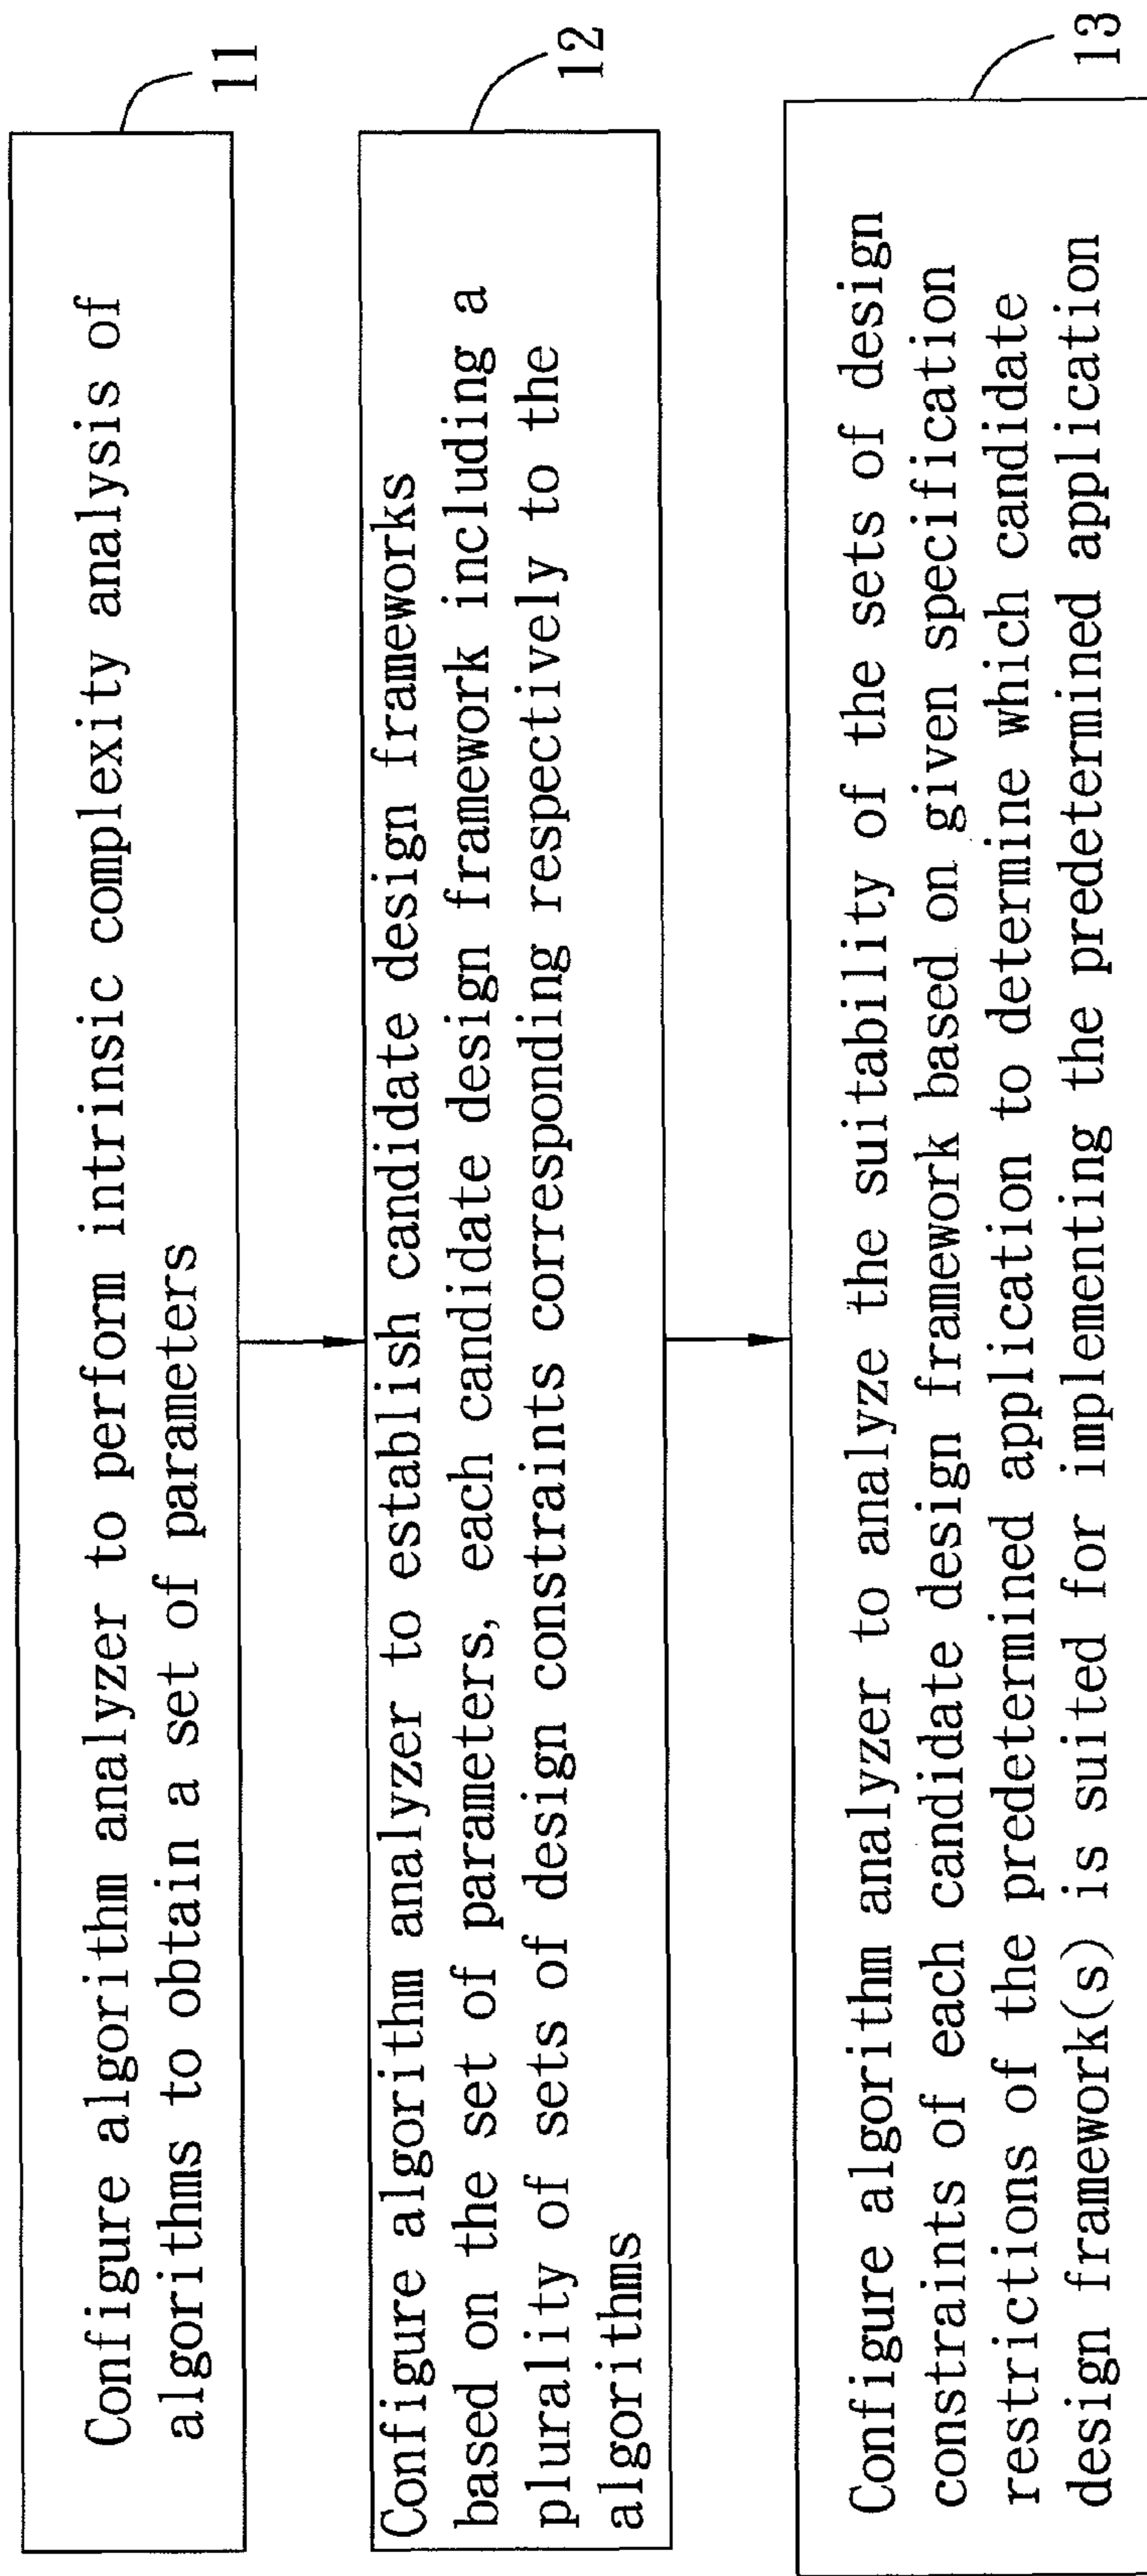 Configure algorithm analyzer to perform intrinsic complexity analysis of
algorithms to obtain a set of parameters
11
Configure algorithm analyzer to establish candidate design frameworks
based on the set of parameters, each candidate design framework including a
plurality of sets of design constraints corresponding respectively to the
algorithms
12
Configure algorithm analyzer to analyze the suitability of the sets of design
constraints of each candidate design framework based on given specification
restrictions of the predetermined application to determine which candidate
design framework(s) is suited for implementing the predetermined application
13